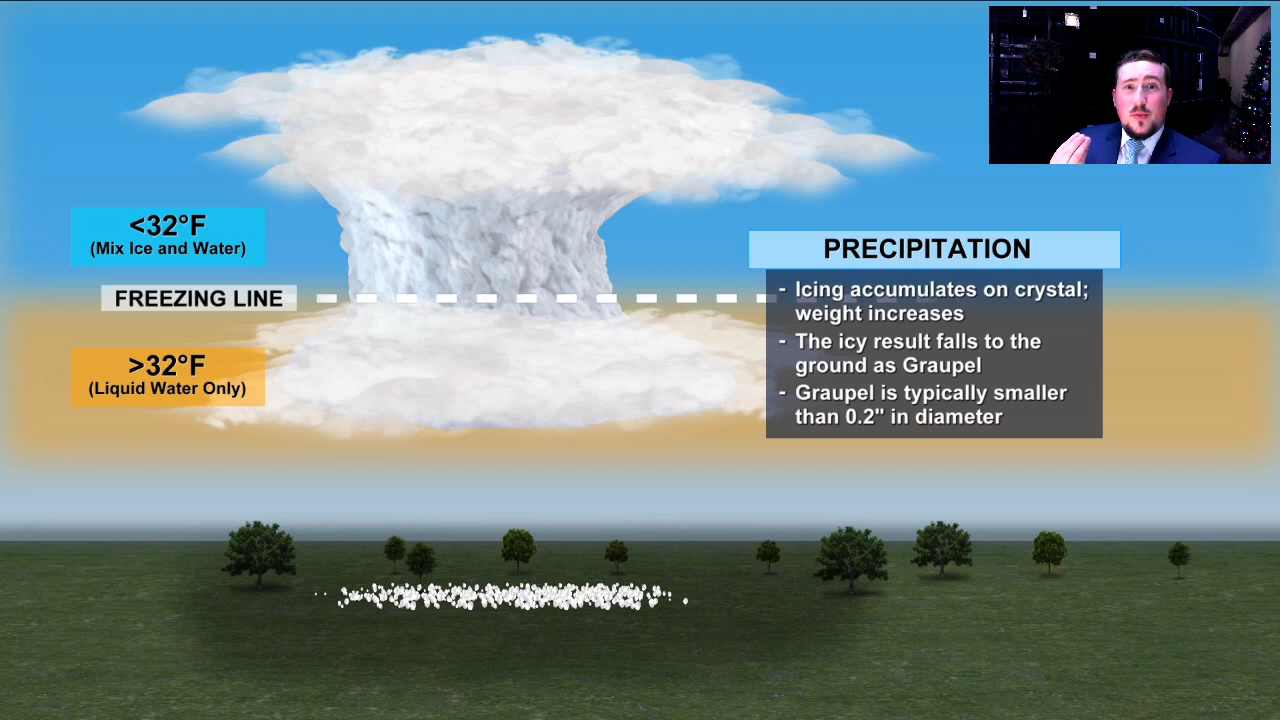 <32°F
(Mix Ice and Water)
FREEZING LINE
>32°F
(Liquid Water Only)
PRECIPITATION
- Icing accumulates on crystal;
weight increases
- The icy result falls to the
ground as Graupel
- Graupel is typically smaller
than 0.2" in diameter